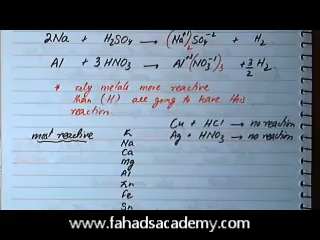 2Na + H2SO4 → (Na+1)2SO4-2 + H2
Al + 3HNO3 → Al+3(NO3-1)3 + 3/2 H2
* only metals more reactive
than (H) are going to have this
reaction.
Cu + HCl → no reaction
Ag + HNO3 → no reaction
most reactive K
Na
Ca
Mg
Al
Zn
Fe
Sn
www.fahadsacademy.com